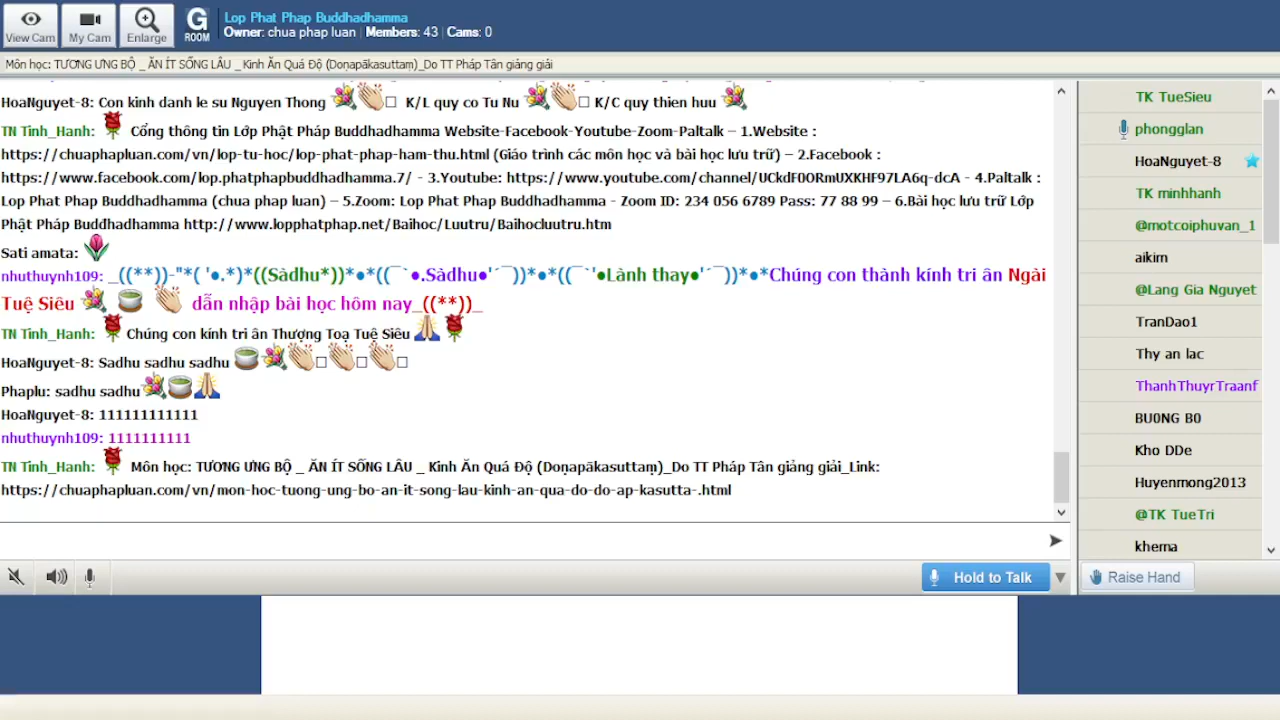 View Cam
My Cam
Enlarge
G
ROOM
Lop Phat Phap Buddhadhamma
Owner: chua phap luan | Members: 43 | Cams: 0
Môn học: TƯƠNG ƯNG BỘ _ ĂN ÍT SỐNG LÂU _ Kinh Ăn Quá Độ (Doṇapākasuttaṃ)_Do TT Pháp Tân giảng giải
HoaNguyet-8: Con kinh danh le su Nguyen Thong K/L quy co Tu Nu K/C quy thien huu
TN Tinh_Hanh: Cổng thông tin Lớp Phật Pháp Buddhadhamma Website-Facebook-Youtube-Zoom-Paltalk – 1.Website :
https://chuaphapluan.com/vn/lop-tu-hoc/lop-phat-phap-ham-thu.html (Giáo trình các môn học và bài học lưu trữ) – 2.Facebook :
https://www.facebook.com/lop.phatphapbuddhadhamma.7/ - 3.Youtube: https://www.youtube.com/channel/UCkdF0ORmUXKHF97LA6q-dcA - 4.Paltalk :
Lop Phat Phap Buddhadhamma (chua phap luan) – 5.Zoom: Lop Phat Phap Buddhadhamma - Zoom ID: 234 056 6789 Pass: 77 88 99 – 6.Bài học lưu trữ Lớp
Phật Pháp Buddhadhamma http://www.lopphatphap.net/Baihoc/Luutru/Baihocluutru.htm
Sati amata:
nhuthuynh109: _((**))-"*( '●.*)*((Sàdhu*))*●*((¯`●.Sàdhu●'´¯))*●*((¯`'●Lành thay●'´¯))*●*Chúng con thành kính tri ân Ngài
Tuệ Siêu dẫn nhập bài học hôm nay_((**))_
TN Tinh_Hanh: Chúng con kính tri ân Thượng Toạ Tuệ Siêu
HoaNguyet-8: Sadhu sadhu sadhu
Phaplu: sadhu sadhu
HoaNguyet-8: 111111111111
nhuthuynh109: 1111111111
TN Tinh_Hanh: Môn học: TƯƠNG ƯNG BỘ _ ĂN ÍT SỐNG LÂU _ Kinh Ăn Quá Độ (Doṇapākasuttaṃ)_Do TT Pháp Tân giảng giải_Link:
https://chuaphapluan.com/vn/mon-hoc-tuong-ung-bo-an-it-song-lau-kinh-an-qua-do-do-ap-kasutta-.html
TK TueSieu
phongglan
HoaNguyet-8
TK minhhanh
@motcoiphuvan_1
aikim
@Lang Gia Nguyet
TranDao1
Thy an lac
ThanhThuyrTraanf
BU0NG B0
Kho DDe
Huyenmong2013
@TK TueTri
khema
Hold to Talk
Raise Hand